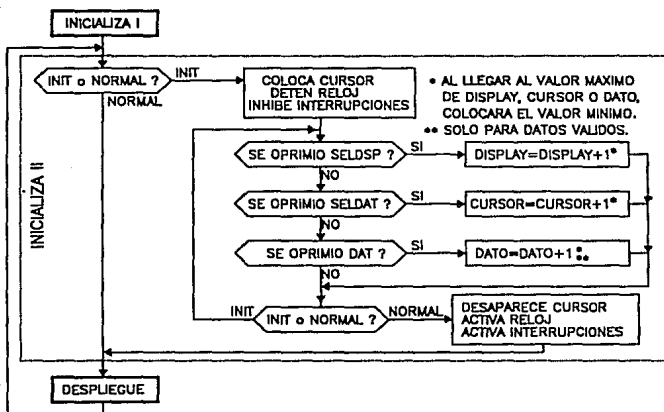 INICIALIZA I
INIT o NORMAL ?
INIT
NORMAL
COLOCA CURSOR
DETEN RELOJ
INHIBE INTERRUPCIONES
* AL LLEGAR AL VALOR MAXIMO
DE DISPLAY, CURSOR O DATO,
COLOCARA EL VALOR MINIMO.
** SOLO PARA DATOS VALIDOS.
SE OPRIMIO SELDSP ?
SI
DISPLAY=DISPLAY+1*
NO
INICIALIZA II
SE OPRIMIO SELDAT ?
SI
CURSOR=CURSOR+1*
NO
SE OPRIMIO DAT ?
SI
DATO=DATO+1 * **
NO
INIT
INIT o NORMAL ?
NORMAL
DESAPARECE CURSOR
ACTIVA RELOJ
ACTIVA INTERRUPCIONES
DESPLIEGUE